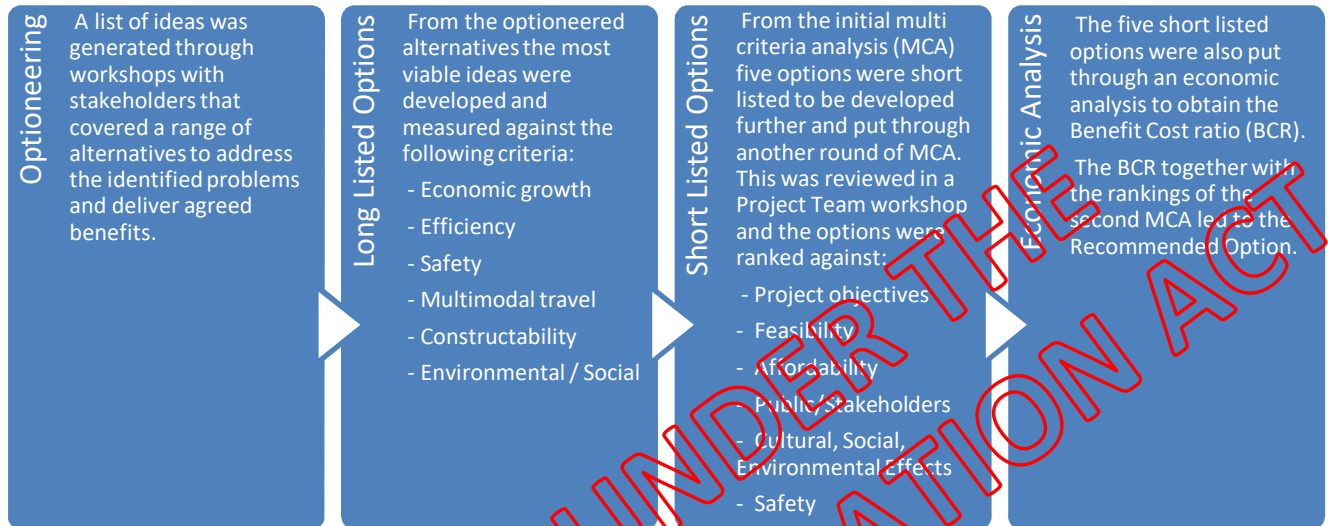 Optioneering
A list of ideas was
generated through
workshops with
stakeholders that
covered a range of
alternatives to address
the identified problems
and deliver agreed
benefits.
Long Listed Options
From the optioneered
alternatives the most
viable ideas were
developed and
measured against the
following criteria:
- Economic growth
- Efficiency
- Safety
- Multimodal travel
- Constructability
- Environmental / Social
Short Listed Options
From the initial multi
criteria analysis (MCA)
five options were short
listed to be developed
further and put through
another round of MCA.
This was reviewed in a
Project Team workshop
and the options were
ranked against:
- Project objectives
- Feasibility
- Affordability
- Public/Stakeholders
- Cultural, Social,
Environmental Effects
- Safety
Economic Analysis
The five short listed
options were also put
through an economic
analysis to obtain the
Benefit Cost ratio (BCR).
The BCR together with
the rankings of the
second MCA led to the
Recommended Option.
UNDER THE
ATION ACT